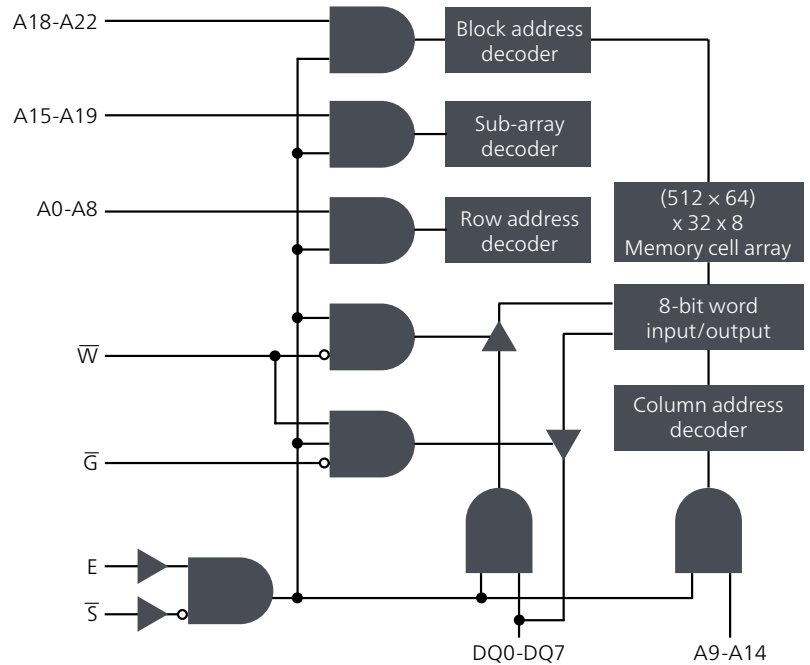 A18-A22
Block address
decoder
A15-A19
Sub-array
decoder
A0-A8
Row address
decoder
(512 × 64)
x 32 x 8
Memory cell array
8-bit word
input/output
W̅
Column address
decoder
G̅
E
S̅
DQ0-DQ7
A9-A14